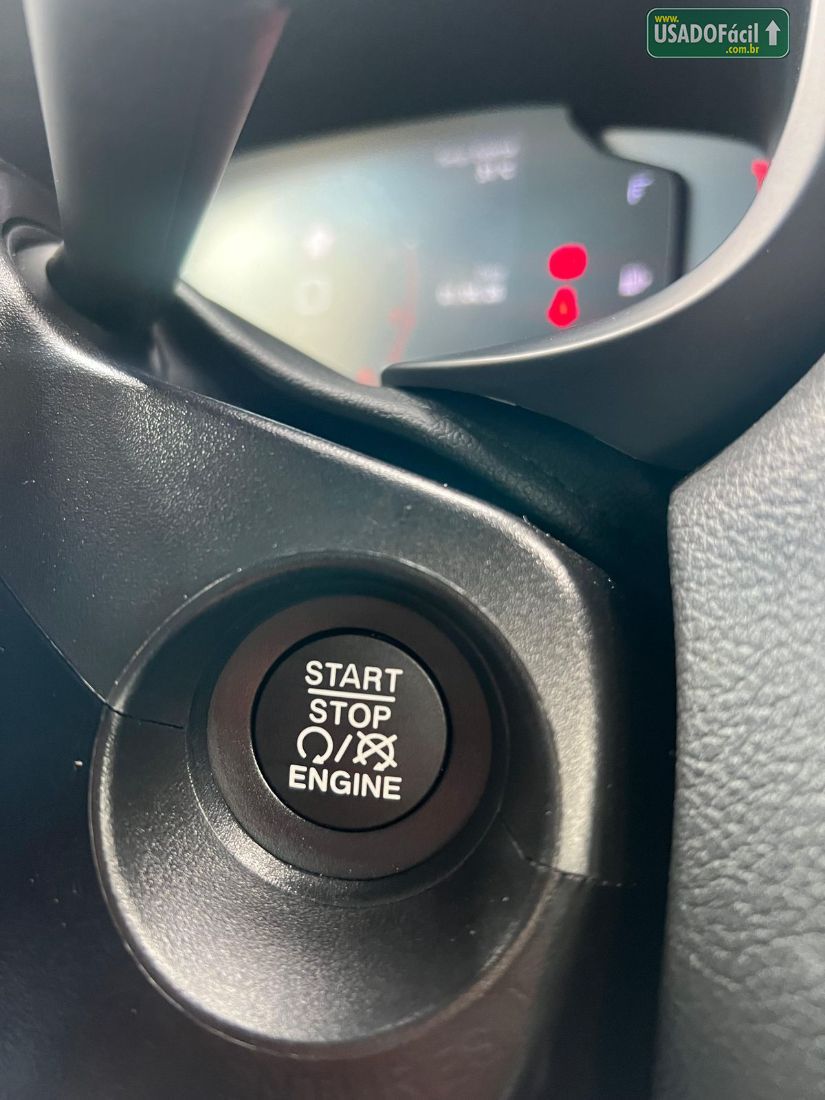 www.
USADOFácil
.com.br
START
STOP
ENGINE